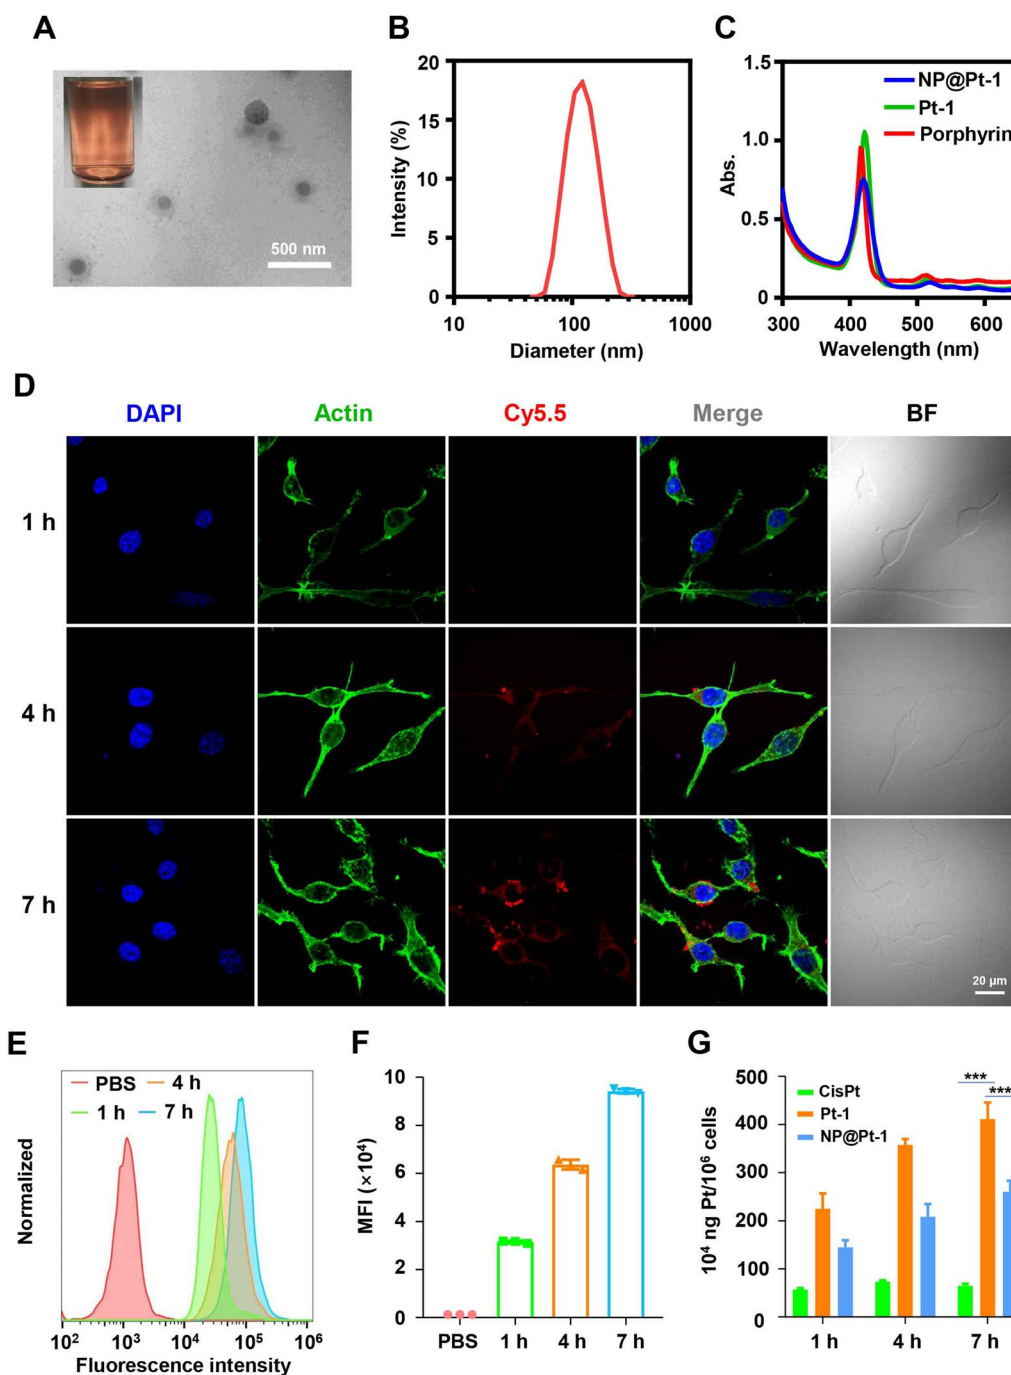 A
500 nm
B
20
15
10
5
0
10
100
1000
Intensity (%)
Diameter (nm)
C
NP@Pt-1
Pt-1
Porphyrin
1.5
1.0
0.5
0
300
400
500
600
Abs.
Wavelength (nm)
D
DAPI
Actin
Cy5.5
Merge
BF
1 h
4 h
7 h
20 µm
E
PBS
4 h
1 h
7 h
Normalized
10² 10³ 10⁴ 10⁵ 10⁶
Fluorescence intensity
F
10
8
6
4
2
0
MFI (×10⁴)
PBS 1 h 4 h 7 h
G
500
400
300
200
100
0
10⁴ ng Pt/10⁶ cells
CisPt
Pt-1
NP@Pt-1
***
***
1 h 4 h 7 h